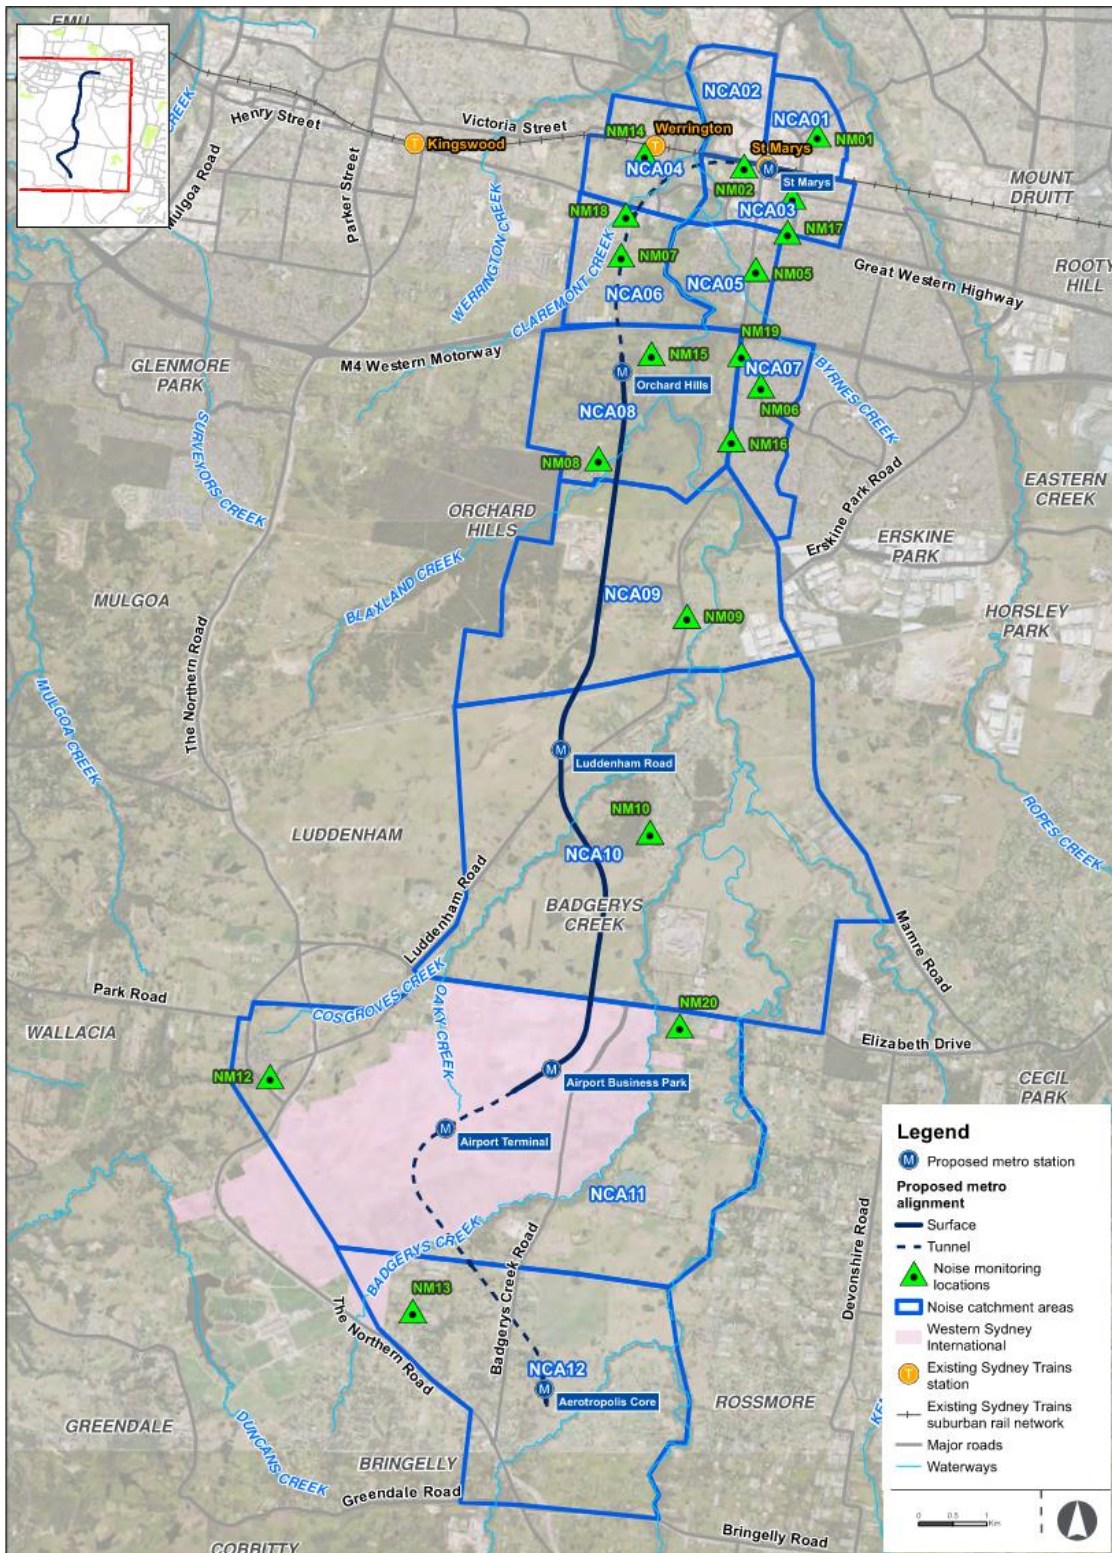 EMU
CREEK
Henry Street
Victoria Street
Kingswood
Mulgoa Road
Parker Street
WERRINGTON CREEK
CLAREMONT CREEK
NCA02
NCA01
NM01
Werrington
NM14
NCA04
St Marys
St Marys
NM02
NCA03
NM17
NM18
NM07
NCA05
NM05
NCA06
MOUNT
DRUITT
ROOTY
HILL
Great Western Highway
M4 Western Motorway
GLENMORE
PARK
NM15
NM19
NCA07
NM06
Orchard Hills
NCA08
NM16
NM08
BYRNES CREEK
SURVEYORS CREEK
ORCHARD
HILLS
Erskine Park Road
EASTERN
CREEK
ERSKINE
PARK
BLAXLAND CREEK
NCA09
NM09
MULGOA
HORSLEY
PARK
The Northern Road
MULGOA CREEK
Luddenham Road
NM10
LUDDENHAM
NCA10
ROPES CREEK
BADGERYS
CREEK
Luddenham Road
Mamre Road
Park Road
COSGROVES CREEK
OAKY CREEK
WALLACIA
NM20
Elizabeth Drive
NM12
Airport Business Park
CECIL
PARK
Airport Terminal
NCA11
BADGERYS CREEK
Badgerys Creek Road
Devonshire Road
NM13
The Northern Road
NCA12
Aerotropolis Core
ROSSMORE
GREENDALE
DUNCANS CREEK
BRINGELLY
Greendale Road
Bringelly Road
COBBITTY
KE
Legend
M Proposed metro station
Proposed metro
alignment
Surface
Tunnel
Noise monitoring
locations
Noise catchment areas
Western Sydney
International
T Existing Sydney Trains
station
Existing Sydney Trains
suburban rail network
Major roads
Waterways
0 0.5 1
Km